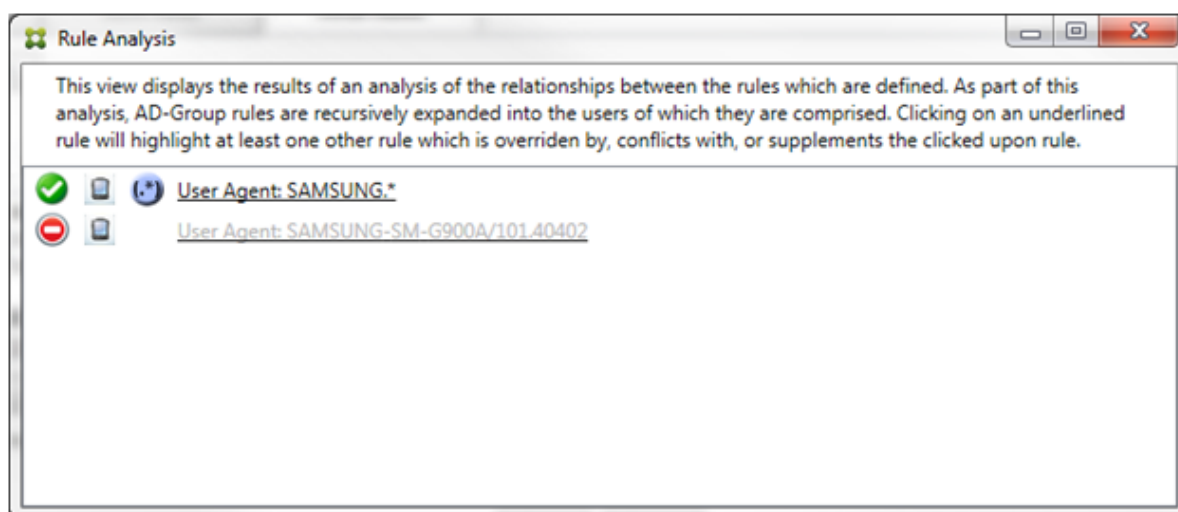 Rule Analysis
This view displays the results of an analysis of the relationships between the rules which are defined. As part of this
analysis, AD-Group rules are recursively expanded into the users of which they are comprised. Clicking on an underlined
rule will highlight at least one other rule which is overriden by, conflicts with, or supplements the clicked upon rule.
(.*) User Agent: SAMSUNG.*
User Agent: SAMSUNG-SM-G900A/101.40402